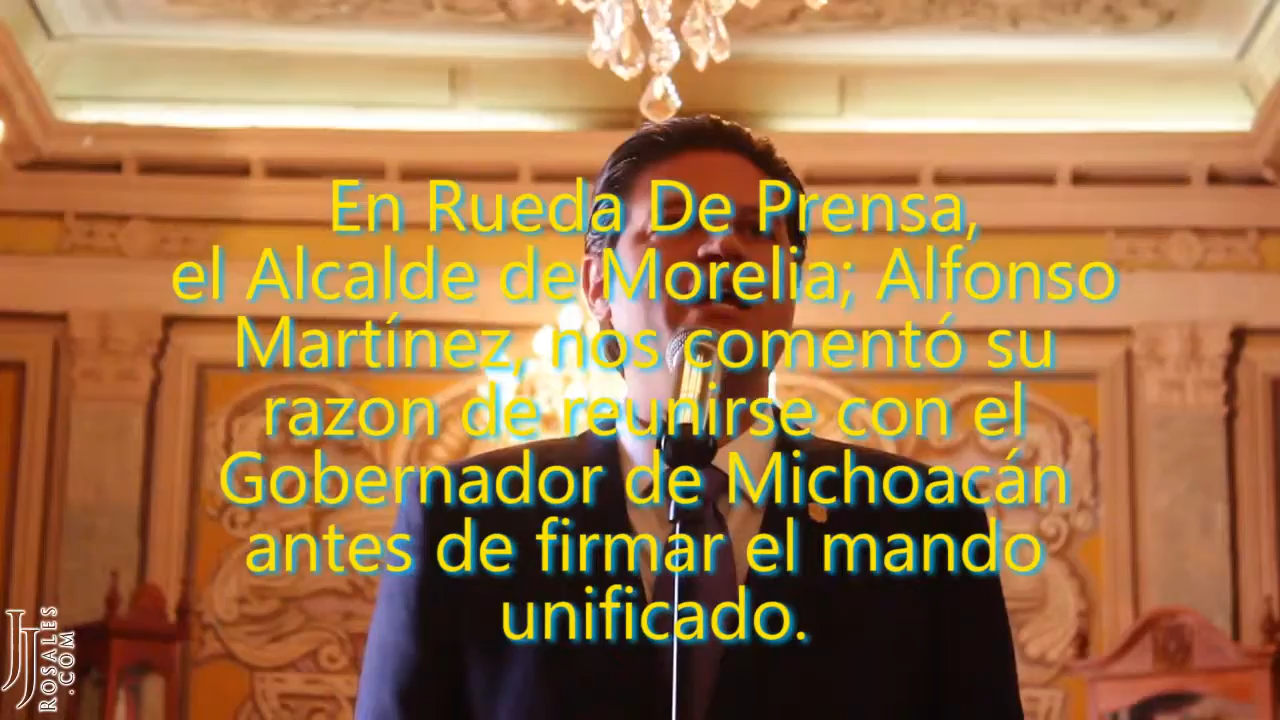 En Rueda De Prensa,
el Alcalde de Morelia; Alfonso
Martínez, nos comentó su
razon de reunirse con el
Gobernador de Michoacán
antes de firmar el mando
unificado.
JJ
ROSALES
.COM